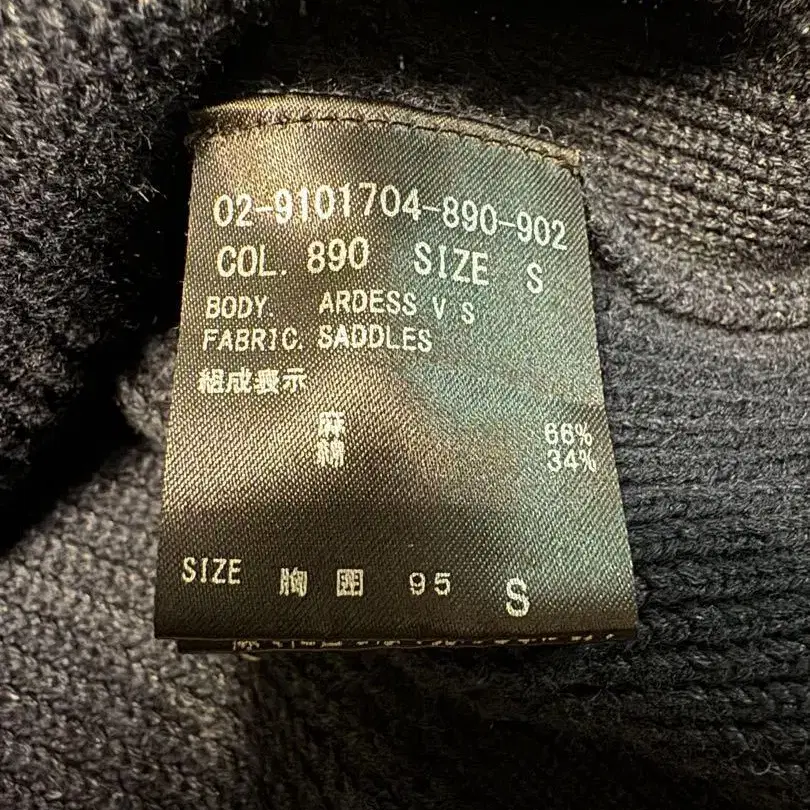 02-9101704-890-902
COL. 890 SIZE S
BODY. ARDESS V S
FABRIC. SADDLES
組成表示
麻 66%
綿 34%
SIZE 胸囲 95 S